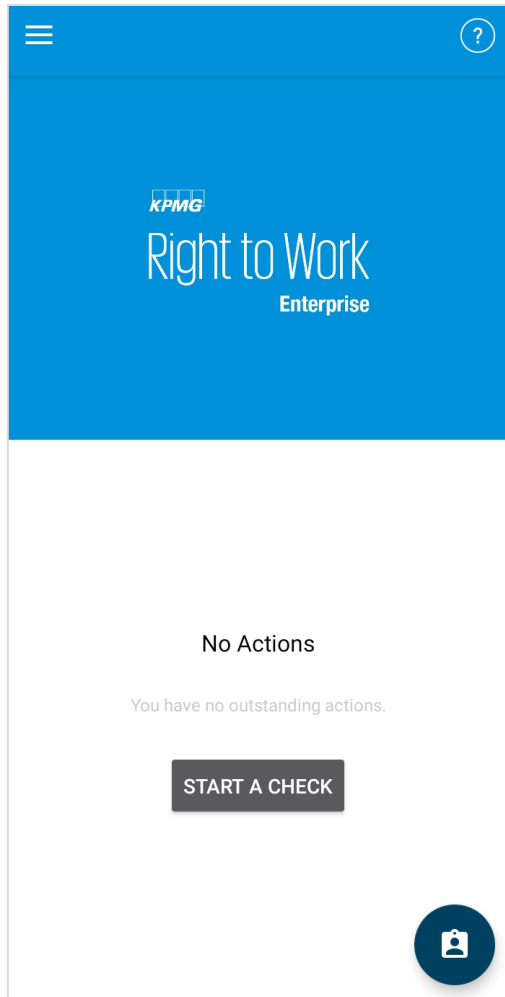 ?
KPMG
Right to Work
Enterprise
No Actions
You have no outstanding actions.
START A CHECK